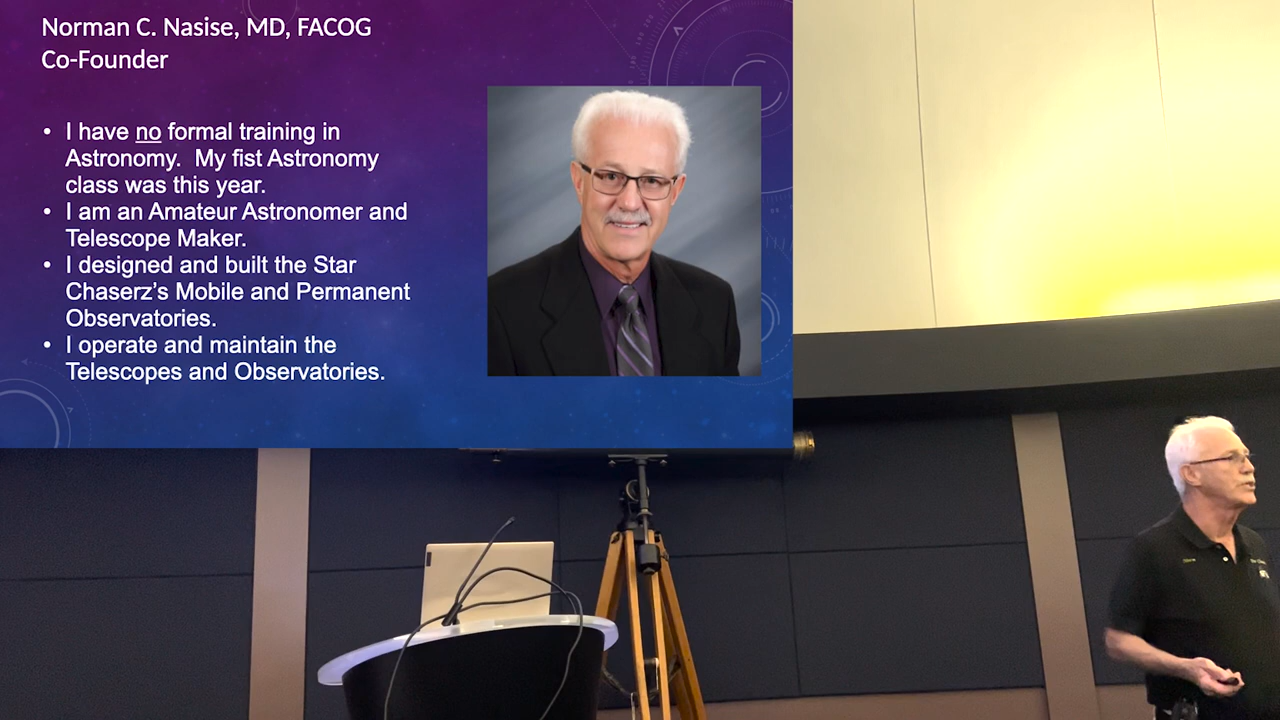 Norman C. Nasise, MD, FACOG
Co-Founder
• I have no formal training in
Astronomy. My fist Astronomy
class was this year.
• I am an Amateur Astronomer and
Telescope Maker.
• I designed and built the Star
Chaserz’s Mobile and Permanent
Observatories.
• I operate and maintain the
Telescopes and Observatories.